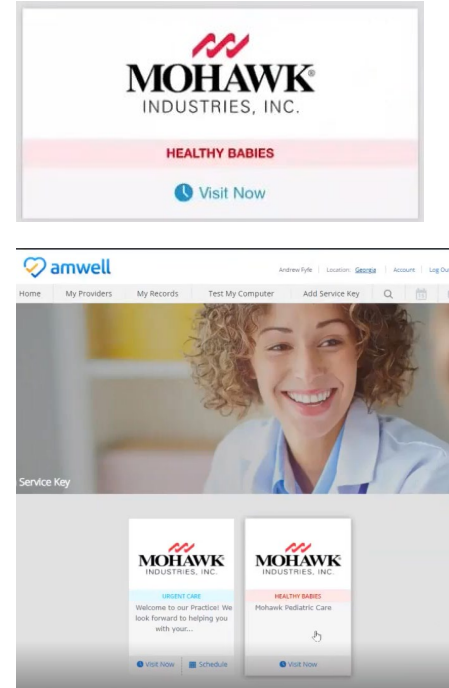 MOHAWK®
INDUSTRIES, INC.
HEALTHY BABIES
Visit Now
amwell
Andrew Fyfe | Location: Georgia | Account | Log Out
Home My Providers My Records Test My Computer Add Service Key
Service Key
MOHAWK
INDUSTRIES, INC.
URGENT CARE
Welcome to our Practice! We
look forward to helping you
with your...
Visit Now Schedule
MOHAWK
INDUSTRIES, INC.
HEALTHY BABIES
Mohawk Pediatric Care
Visit Now